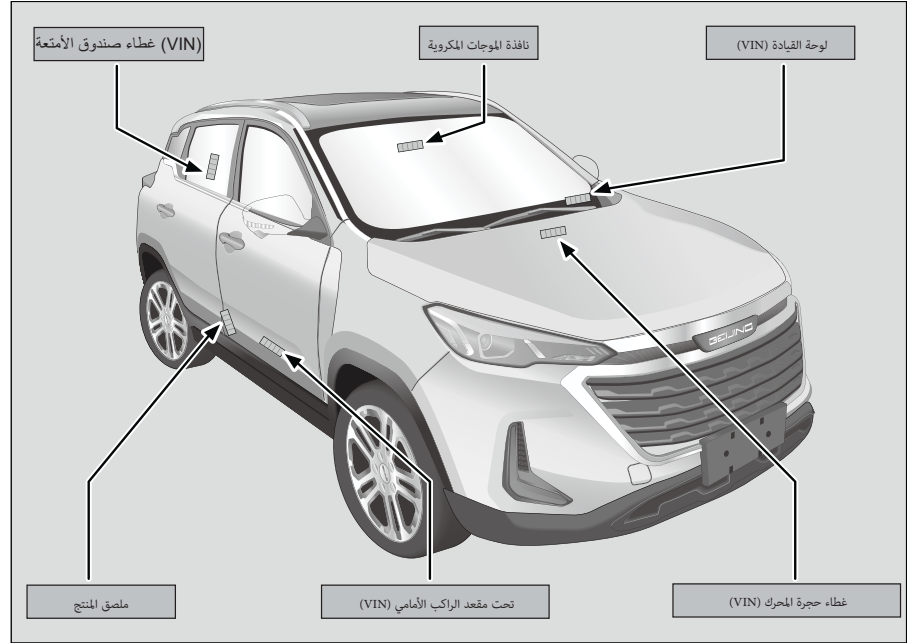 غطاء صندوق الأمتعة (VIN)
نافذة الموجات المكروية
لوحة القيادة (VIN)
BEIJING
ملصق المنتج
تحت مقعد الراكب الأمامي (VIN)
غطاء حجرة المحرك (VIN)